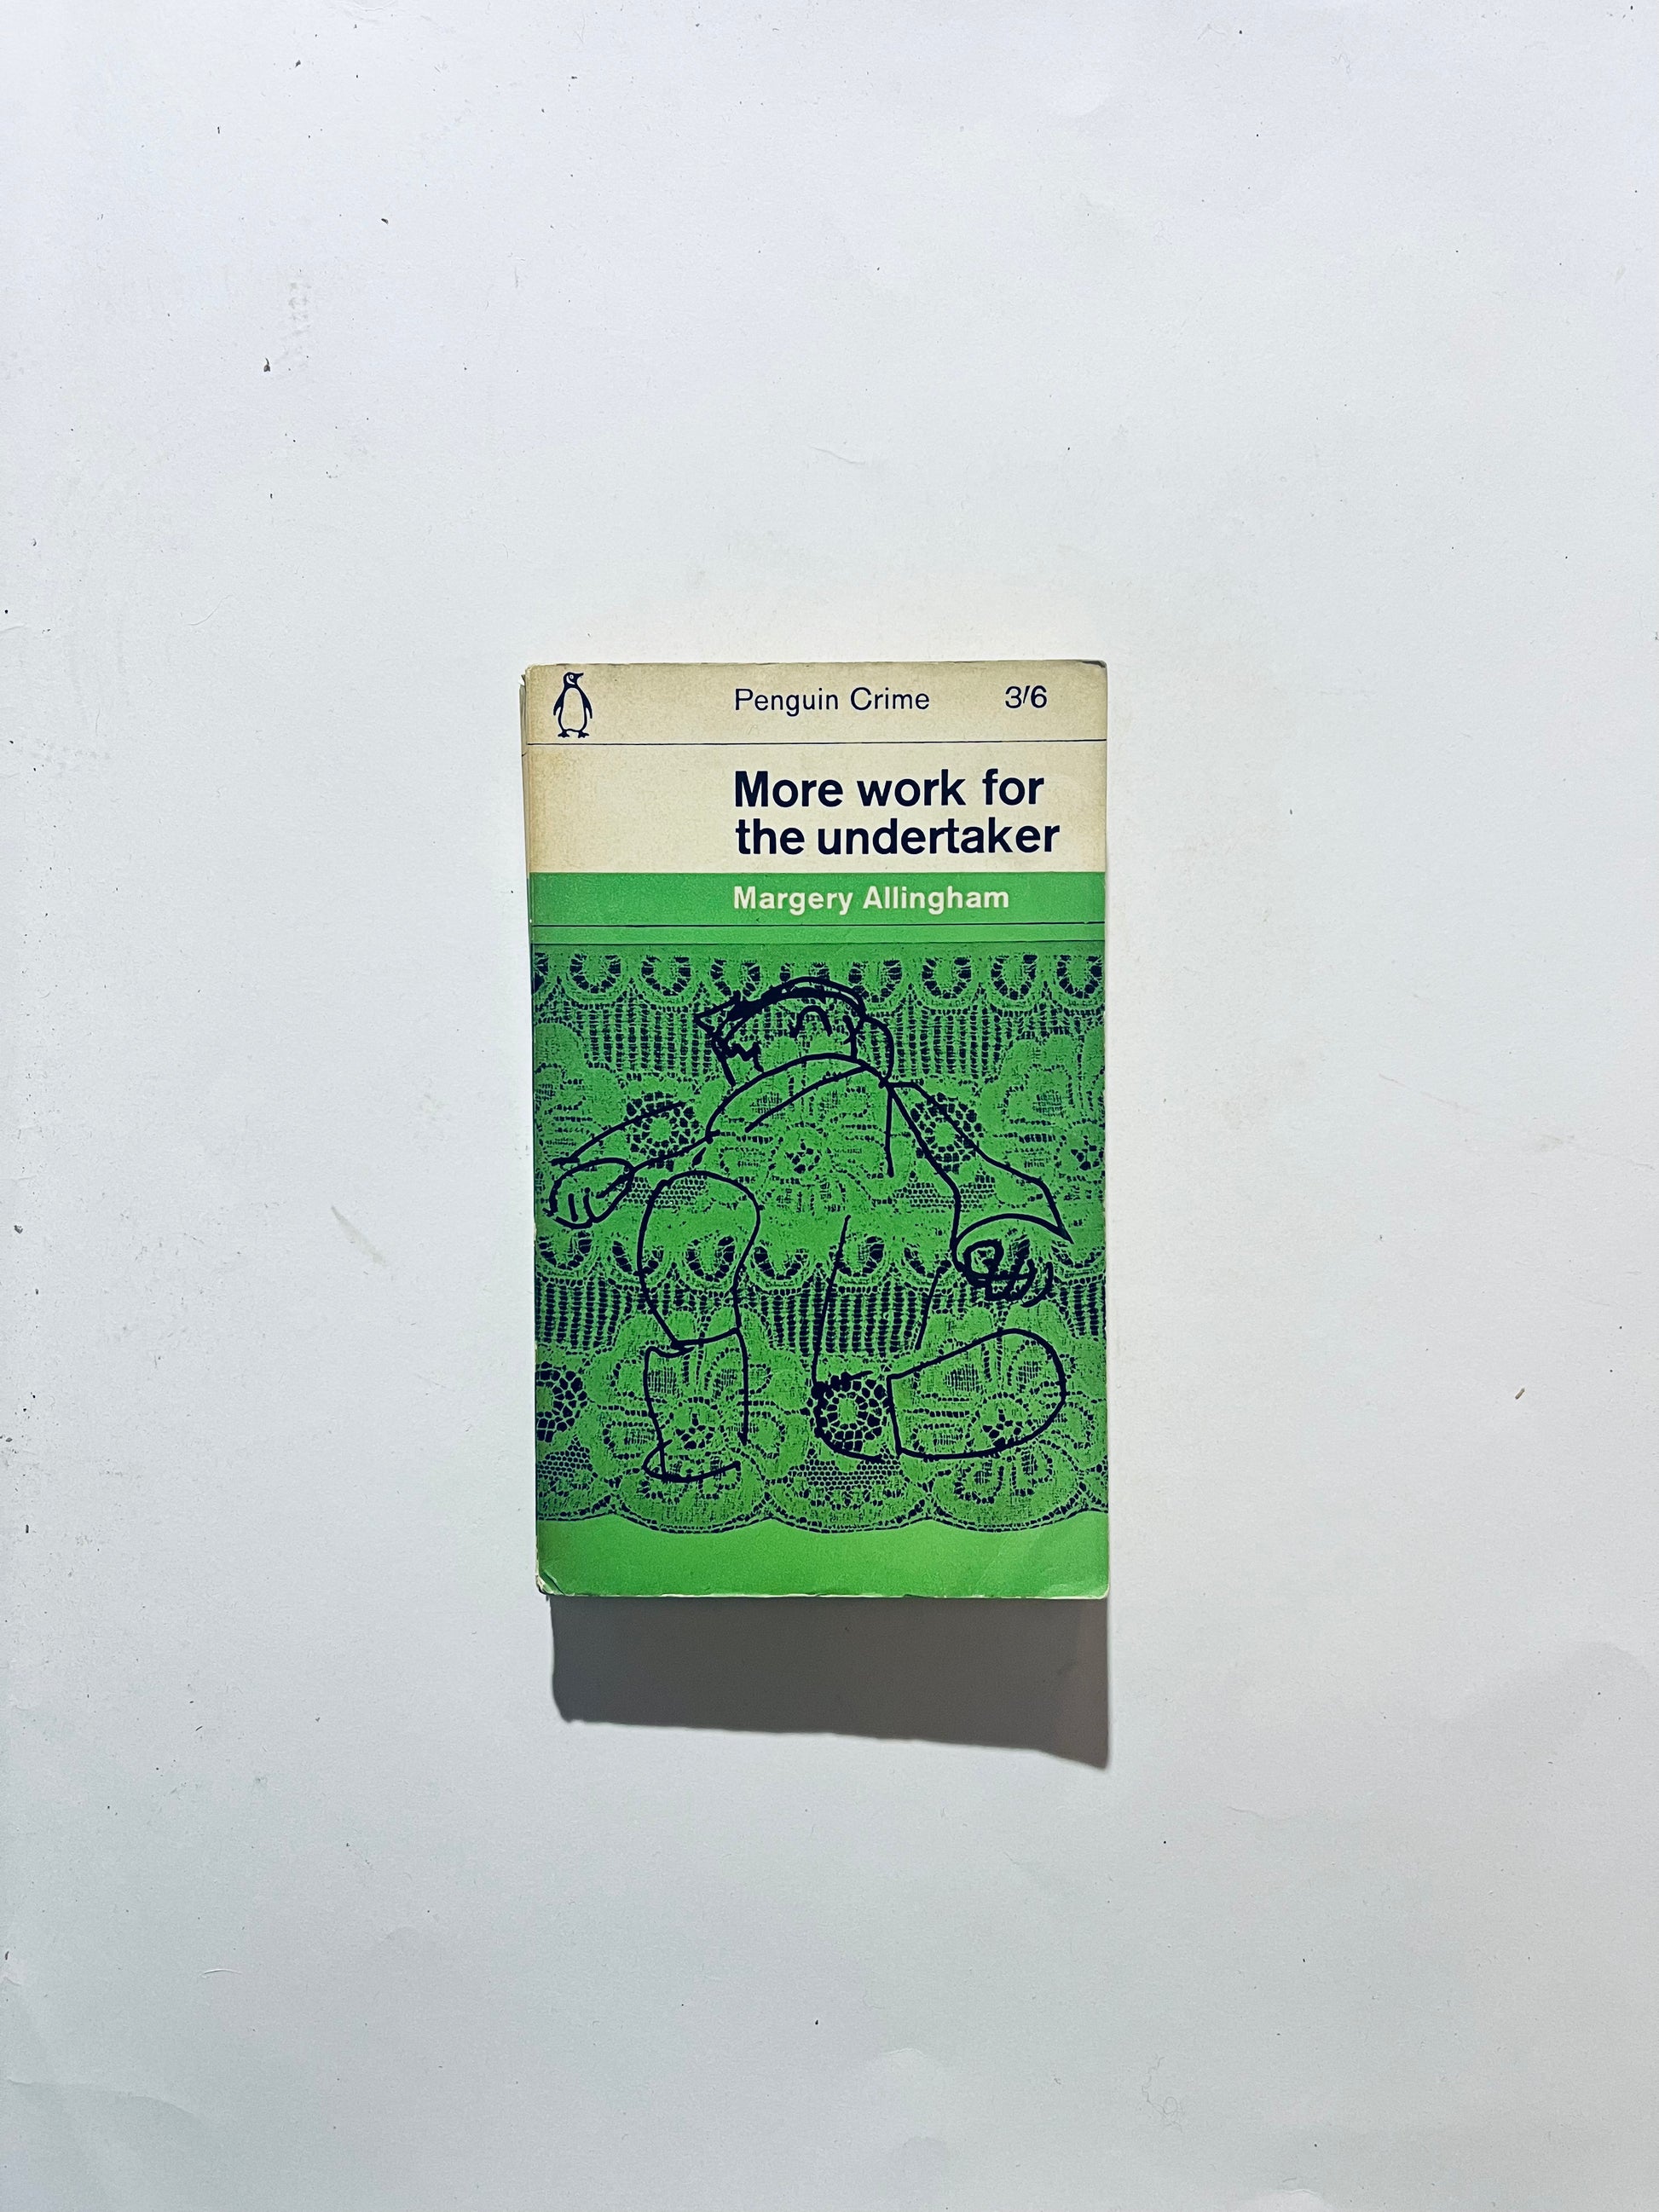 Penguin Crime 3/6
More work for
the undertaker
Margery Allingham